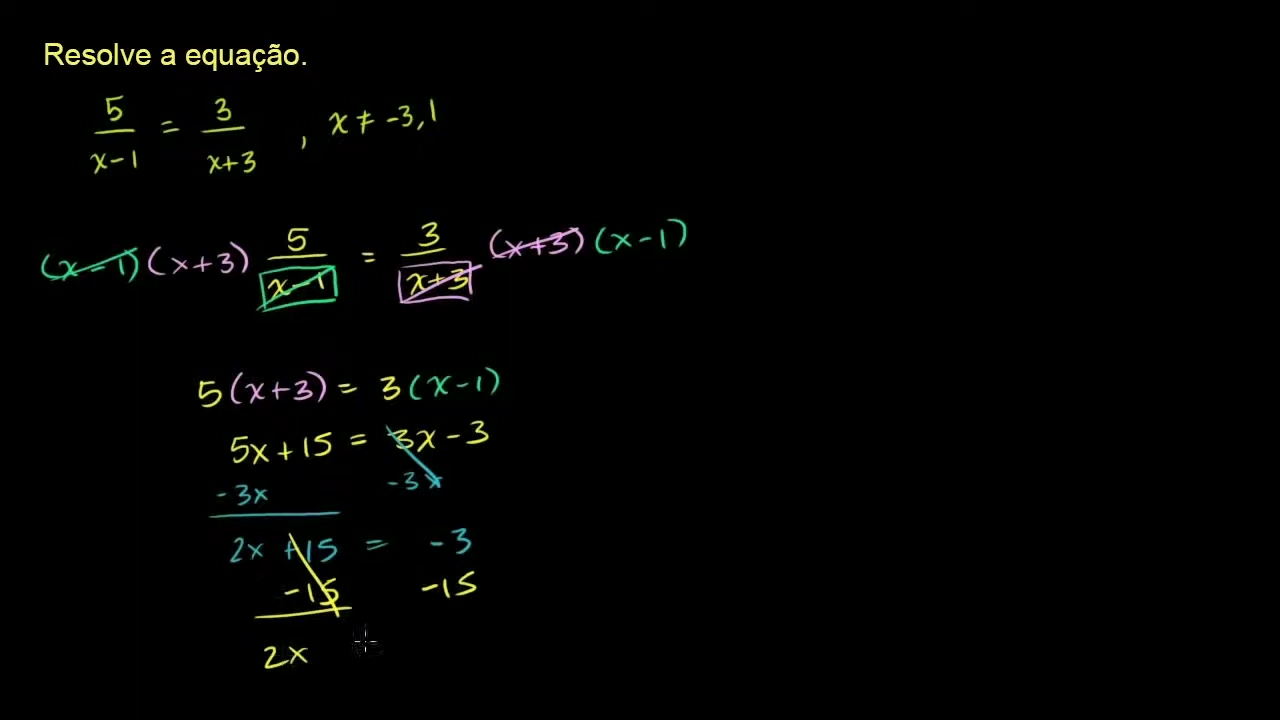 Resolve a equação.
5/(x-1) = 3/(x+3) , x ≠ -3, 1
(x-1)(x+3) 5/(x-1) = 3/(x+3) (x+3)(x-1)
5(x+3) = 3(x-1)
5x+15 = 3x-3
-3x -3x
2x +15 = -3
-15 -15
2x